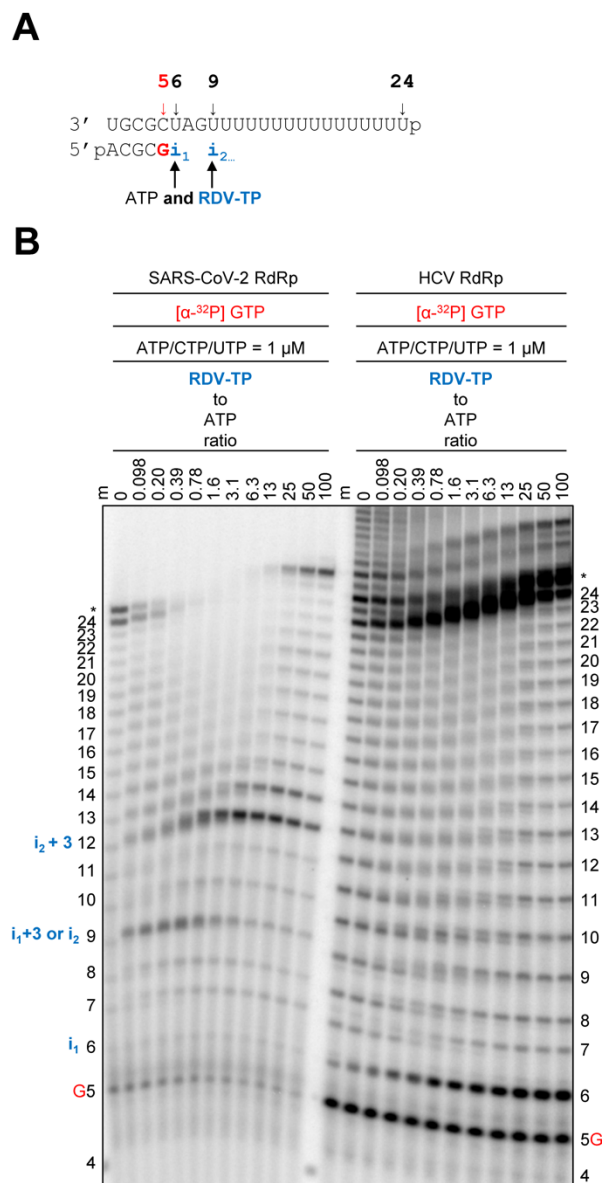 A
5 6 9 24
↓ ↓ ↓ ↓
3' UGCGCUAGUUUUUUUUUUUUUUUUp
5' pACGCGi₁ i₂...
ATP and RDV-TP
B
SARS-CoV-2 RdRp
[α-³²P] GTP
ATP/CTP/UTP = 1 μM
RDV-TP
to
ATP
ratio
m 0 0.098 0.20 0.39 0.78 1.6 3.1 6.3 13 25 50 100
HCV RdRp
[α-³²P] GTP
ATP/CTP/UTP = 1 μM
RDV-TP
to
ATP
ratio
m 0 0.098 0.20 0.39 0.78 1.6 3.1 6.3 13 25 50 100
*
24
23
22
21
20
19
18
17
16
15
14
13
i₂ + 3 12
11
10
i₁+3 or i₂ 9
8
7
i₁ 6
G5
4
*
24
23
22
20
19
18
17
16
15
14
13
12
11
10
9
8
7
6
5G
4